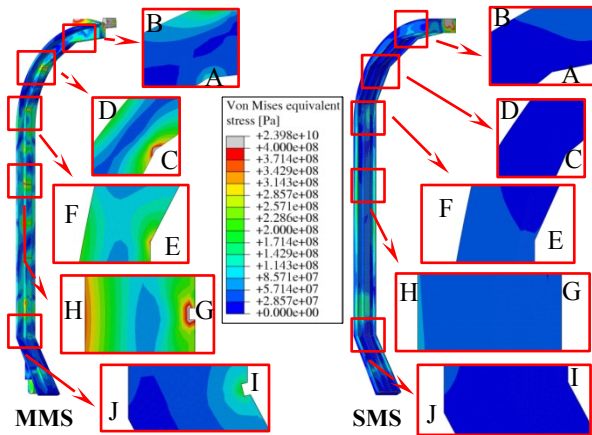 B
A
D
C
F
E
H
G
I
J
MMS
Von Mises equivalent
stress [Pa]
+2.398e+10
+4.000e+08
+3.714e+08
+3.429e+08
+3.143e+08
+2.857e+08
+2.571e+08
+2.286e+08
+2.000e+08
+1.714e+08
+1.429e+08
+1.143e+08
+8.571e+07
+5.714e+07
+2.857e+07
+0.000e+00
B
A
D
C
F
E
H
G
I
J
SMS